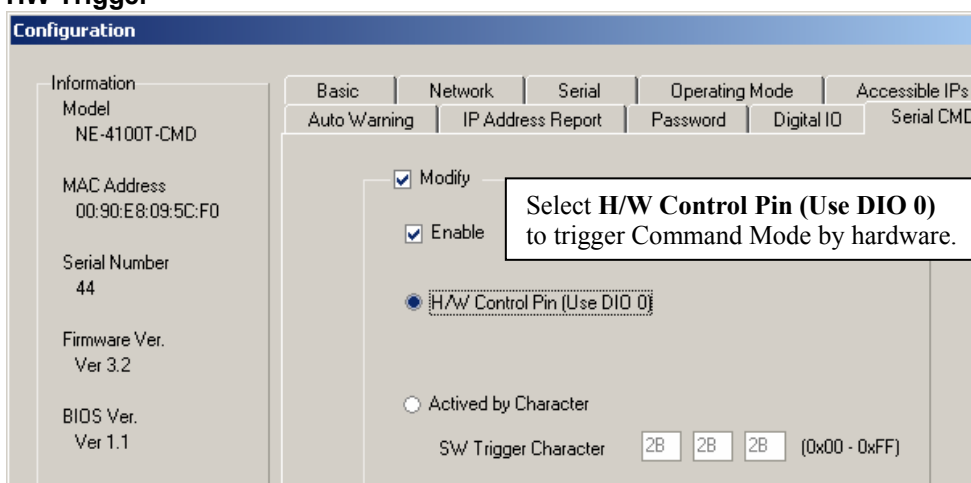 H/W Trigger
Configuration
Information
Model
NE-4100T-CMD
MAC Address
00:90:E8:09:5C:F0
Serial Number
44
Firmware Ver.
Ver 3.2
BIOS Ver.
Ver 1.1
Basic Network Serial Operating Mode Accessible IPs
Auto Warning IP Address Report Password Digital IO Serial CMD
Modify
Select H/W Control Pin (Use DIO 0)
to trigger Command Mode by hardware.
Enable
H/W Control Pin (Use DIO 0)
Actived by Character
SW Trigger Character 2B 2B 2B (0x00 - 0xFF)